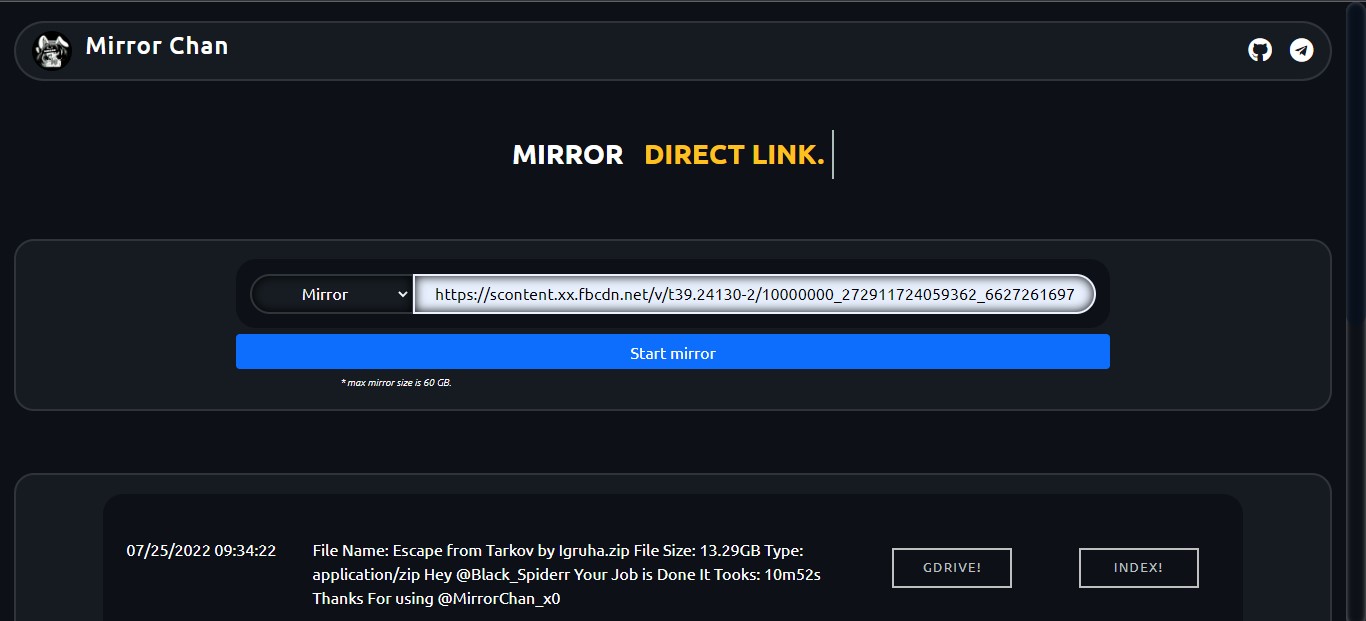 Mirror Chan
MIRROR DIRECT LINK.
Mirror https://scontent.xx.fbcdn.net/v/t39.24130-2/10000000_272911724059362_6627261697
Start mirror
* max mirror size is 60 GB.
07/25/2022 09:34:22
File Name: Escape from Tarkov by Igruha.zip File Size: 13.29GB Type:
application/zip Hey @Black_Spiderr Your Job is Done It Tooks: 10m52s
Thanks For using @MirrorChan_x0
GDRIVE!
INDEX!